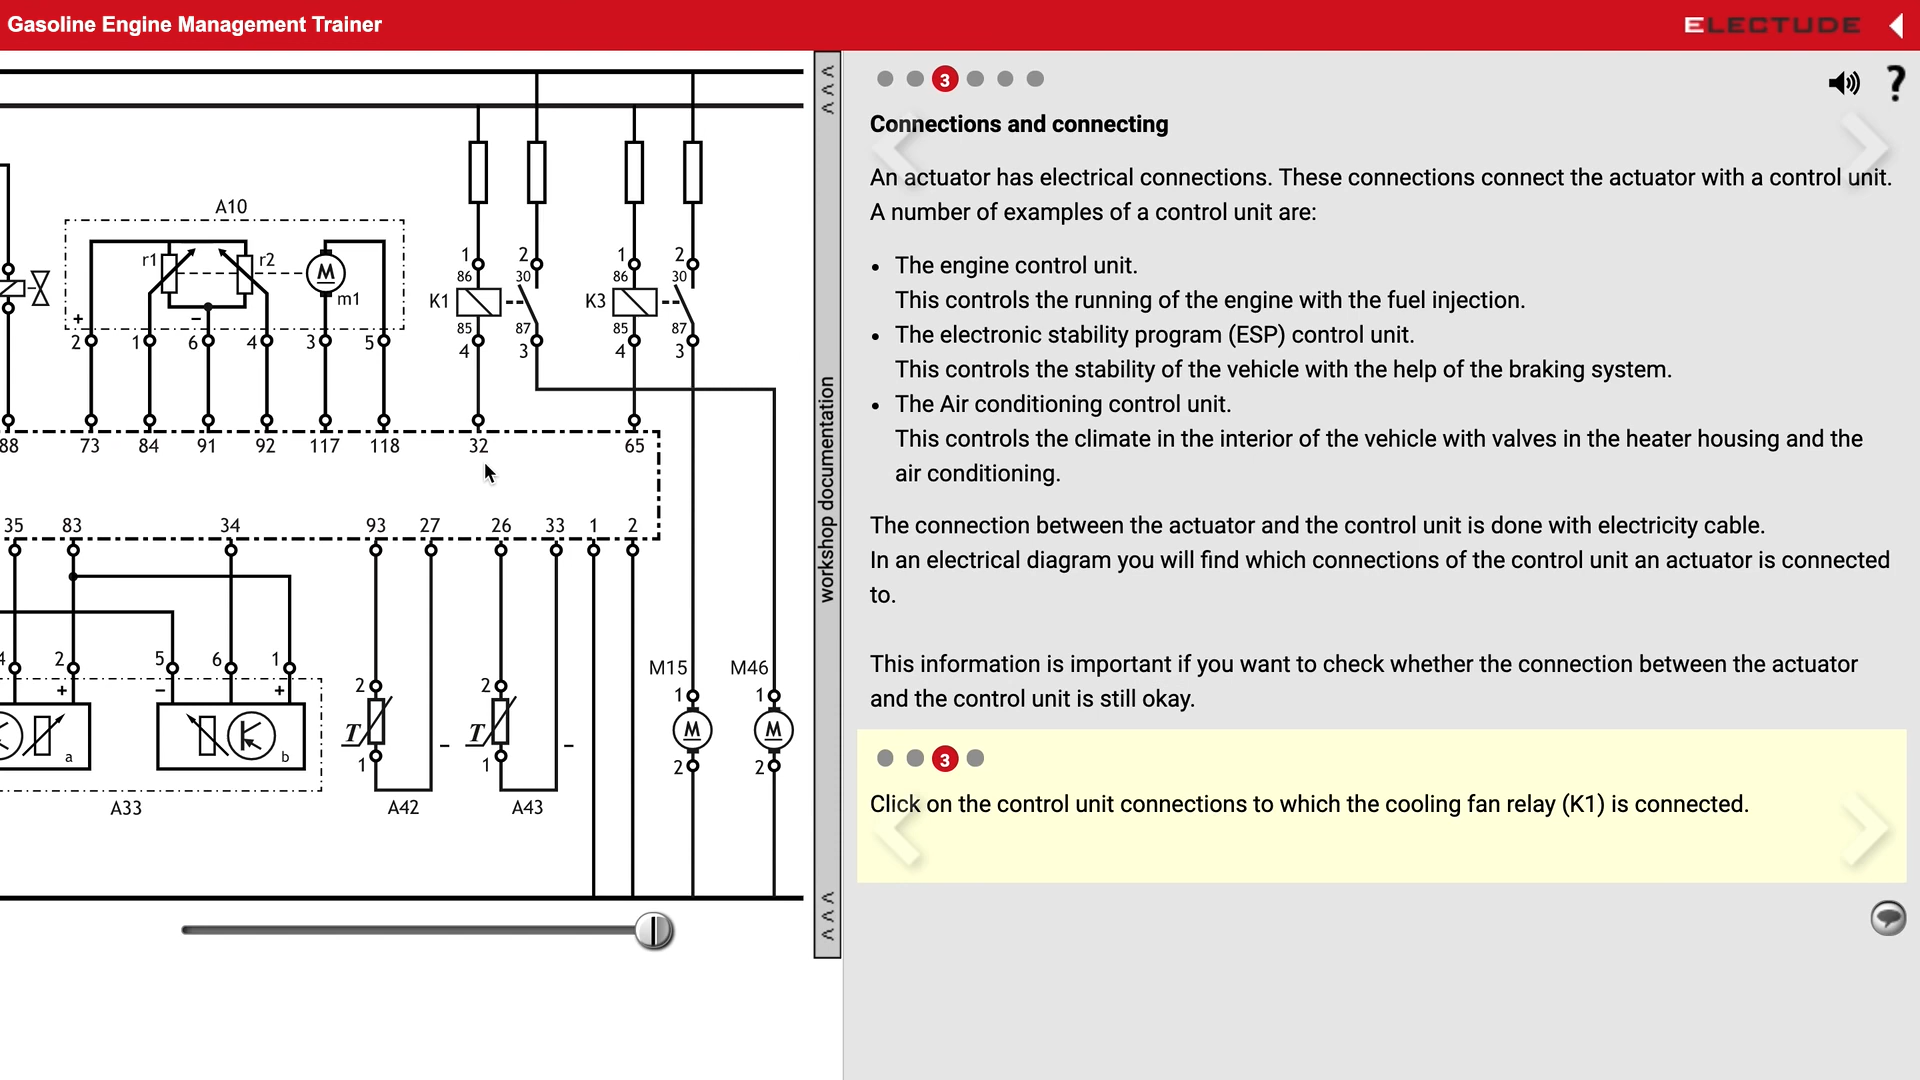 Gasoline Engine Management Trainer
ELECTUDE
A10
r1
r2
M
m1
+
−
2 1 6 4 3 5
1 2 1 2
86 30 86 30
K1 K3
85 87 85 87
4 3 4 3
88 73 84 91 92 117 118 32 65
35 83 34 93 27 26 33 1 2
4 2 5 6 1
+ − +
a b
A33
2 2
T T
− −
1 1
A42 A43
M15 M46
1 1
M M
2 2
workshop documentation
3
?
Connections and connecting
An actuator has electrical connections. These connections connect the actuator with a control unit.
A number of examples of a control unit are:
• The engine control unit.
This controls the running of the engine with the fuel injection.
• The electronic stability program (ESP) control unit.
This controls the stability of the vehicle with the help of the braking system.
• The Air conditioning control unit.
This controls the climate in the interior of the vehicle with valves in the heater housing and the
air conditioning.
The connection between the actuator and the control unit is done with electricity cable.
In an electrical diagram you will find which connections of the control unit an actuator is connected
to.
This information is important if you want to check whether the connection between the actuator
and the control unit is still okay.
3
Click on the control unit connections to which the cooling fan relay (K1) is connected.